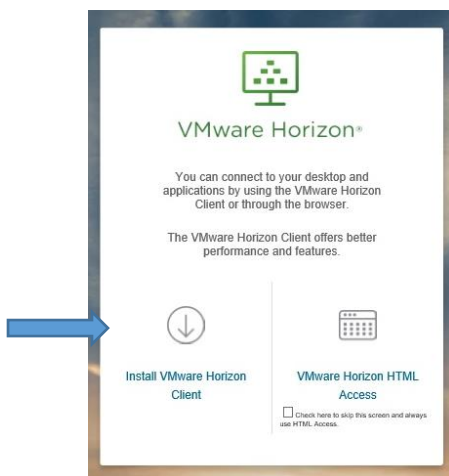 VMware Horizon®
You can connect to your desktop and
applications by using the VMware Horizon
Client or through the browser.
The VMware Horizon Client offers better
performance and features.
Install VMware Horizon
Client
VMware Horizon HTML
Access
Check here to skip this screen and always
use HTML Access.